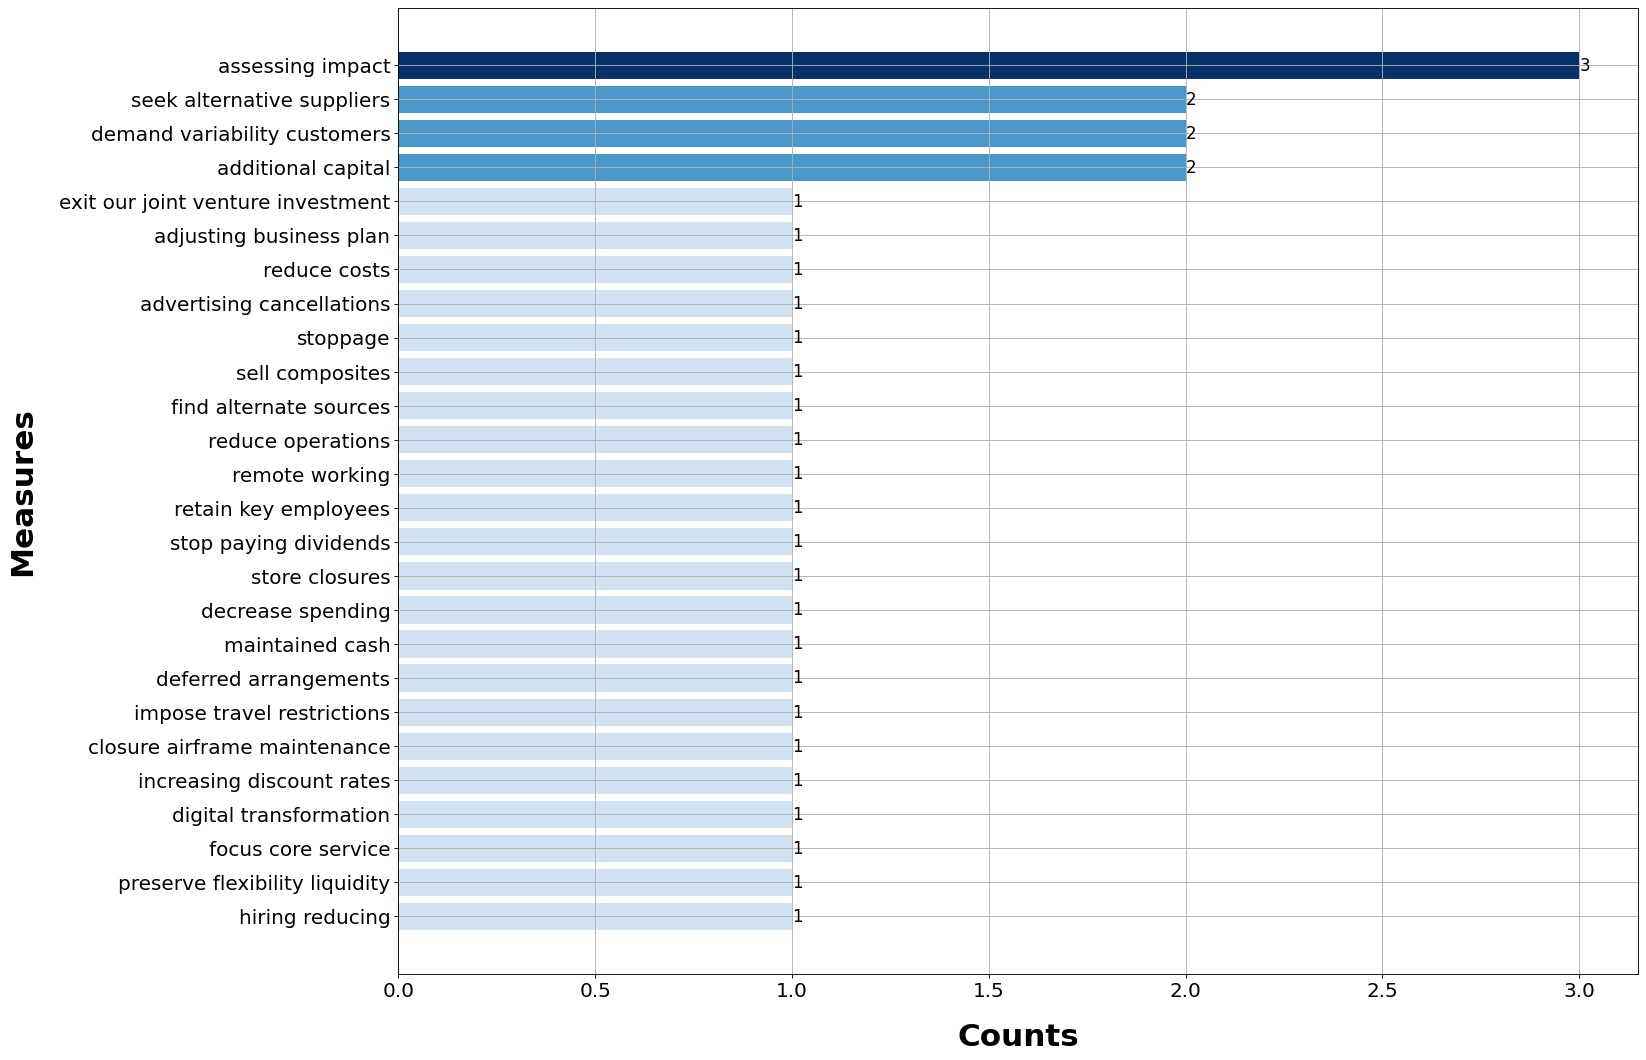 assessing impact 3
seek alternative suppliers 2
demand variability customers 2
additional capital 2
exit our joint venture investment 1
adjusting business plan 1
reduce costs 1
advertising cancellations 1
stoppage 1
sell composites 1
find alternate sources 1
reduce operations 1
remote working 1
retain key employees 1
stop paying dividends 1
store closures 1
decrease spending 1
maintained cash 1
deferred arrangements 1
impose travel restrictions 1
closure airframe maintenance 1
increasing discount rates 1
digital transformation 1
focus core service 1
preserve flexibility liquidity 1
hiring reducing 1
Measures
0.0 0.5 1.0 1.5 2.0 2.5 3.0
Counts